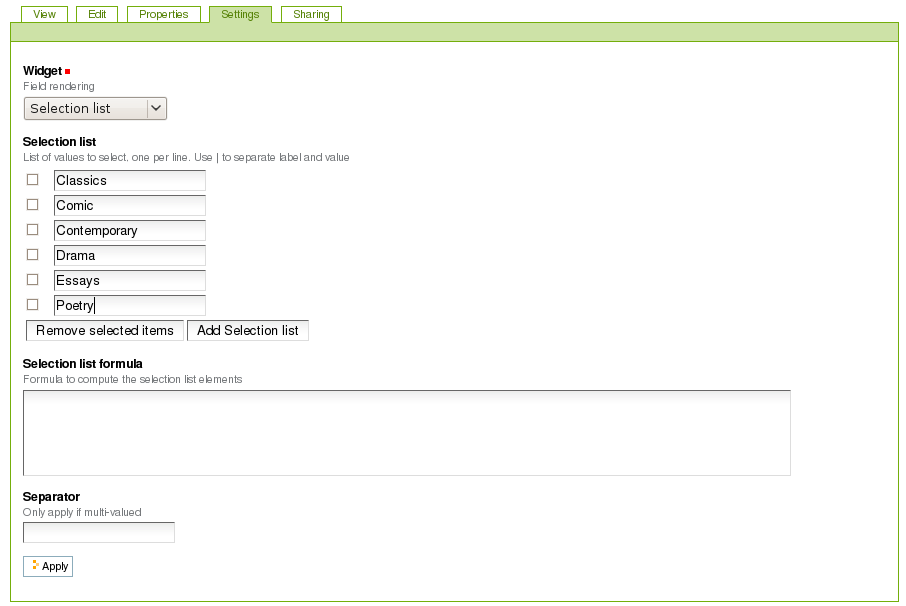 View Edit Properties Settings Sharing
Widget
Field rendering
Selection list
Selection list
List of values to select, one per line. Use | to separate label and value
Classics
Comic
Contemporary
Drama
Essays
Poetry
Remove selected items Add Selection list
Selection list formula
Formula to compute the selection list elements
Separator
Only apply if multi-valued
Apply